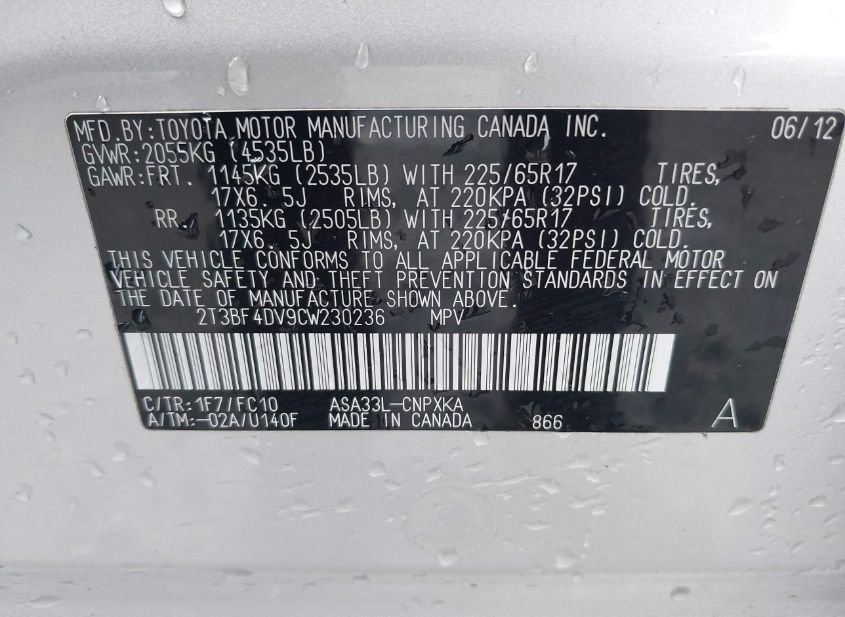 MFD.BY:TOYOTA MOTOR MANUFACTURING CANADA INC. 06/12
GVWR:2055KG (4535LB)
GAWR:FRT. 1145KG (2535LB) WITH 225/65R17 TIRES,
17X6.5J RIMS, AT 220KPA (32PSI) COLD.
RR 1135KG (2505LB) WITH 225/65R17 TIRES,
17X6.5J RIMS, AT 220KPA (32PSI) COLD.
THIS VEHICLE CONFORMS TO ALL APPLICABLE FEDERAL MOTOR
VEHICLE SAFETY AND THEFT PREVENTION STANDARDS IN EFFECT ON
THE DATE OF MANUFACTURE SHOWN ABOVE.
2T3BF4DV9CW230236 MPV
C/TR:1F7/FC10 ASA33L-CNPXKA
A/TM:-02A/U140F MADE IN CANADA 866 A